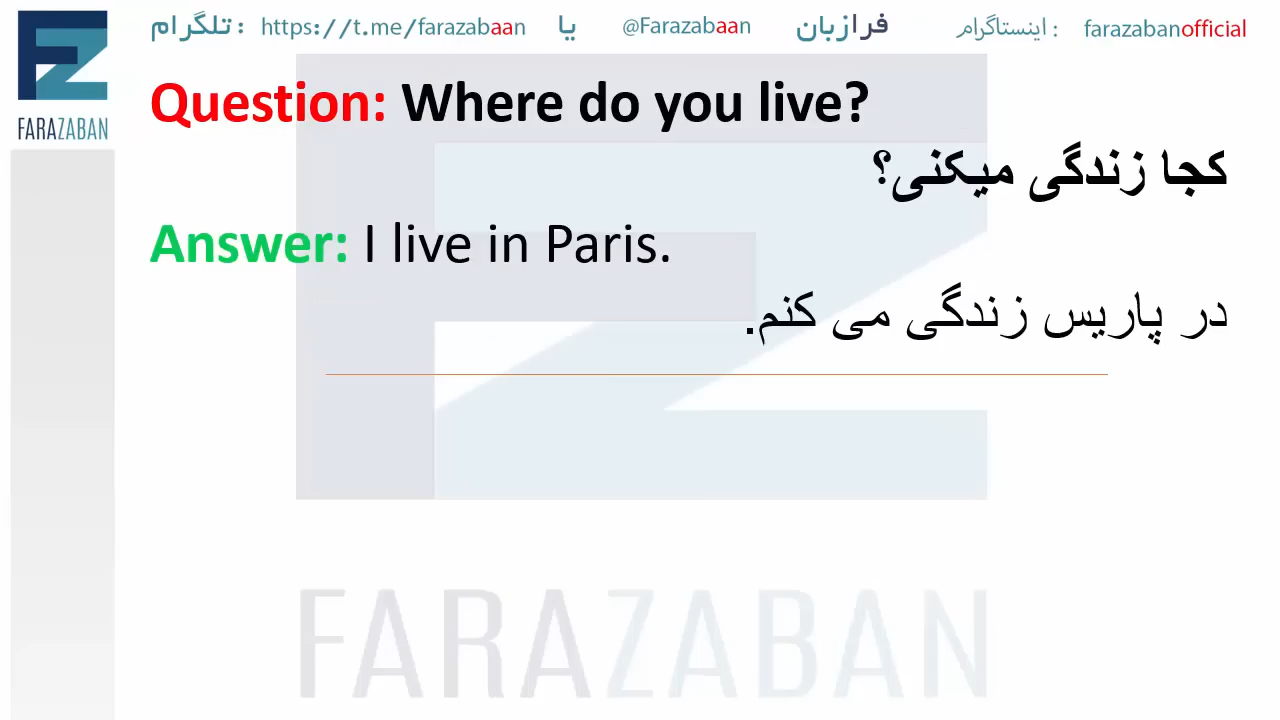 تلگرام : https://t.me/farazabaan یا @Farazabaan فرازبان اینستاگرام : farazabanofficial
FARAZABAN
Question: Where do you live?
کجا زندگی میکنی؟
Answer: I live in Paris.
در پاریس زندگی می کنم.
FARAZABAN